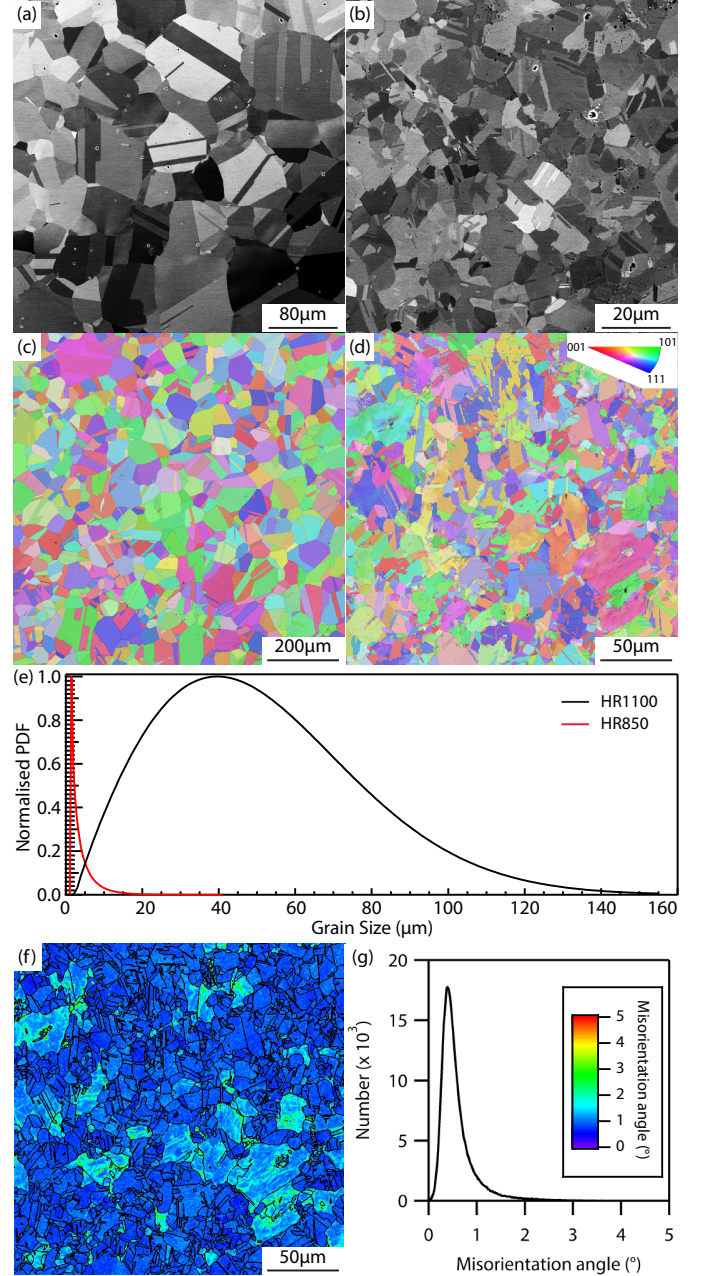 (a)
(b)
80µm
20µm
(c)
(d)
001
101
111
200µm
50µm
(e)
1.0
0.8
0.6
0.4
0.2
0.0
Normalised PDF
HR1100
HR850
0
20
40
60
80
100
120
140
160
Grain Size (µm)
(f)
50µm
(g)
20
15
10
5
0
Number (x 10³)
5
4
3
2
1
0
Misorientation angle (°)
0
1
2
3
4
5
Misorientation angle (°)